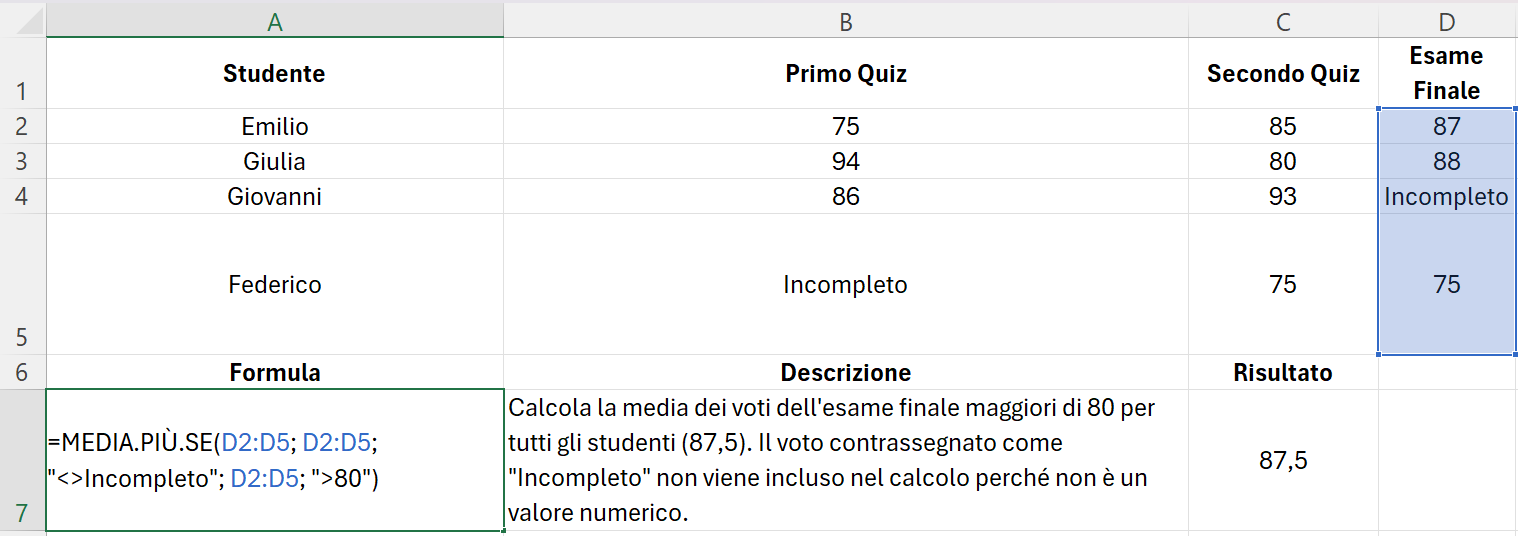 A B C D
1 Studente Primo Quiz Secondo Quiz Esame
Finale
2 Emilio 75 85 87
3 Giulia 94 80 88
4 Giovanni 86 93 Incompleto
5 Federico Incompleto 75 75
6 Formula Descrizione Risultato
7 =MEDIA.PIÙ.SE(D2:D5; D2:D5;
"<>Incompleto"; D2:D5; ">80")
Calcola la media dei voti dell'esame finale maggiori di 80 per
tutti gli studenti (87,5). Il voto contrassegnato come
"Incompleto" non viene incluso nel calcolo perché non è un
valore numerico.
87,5